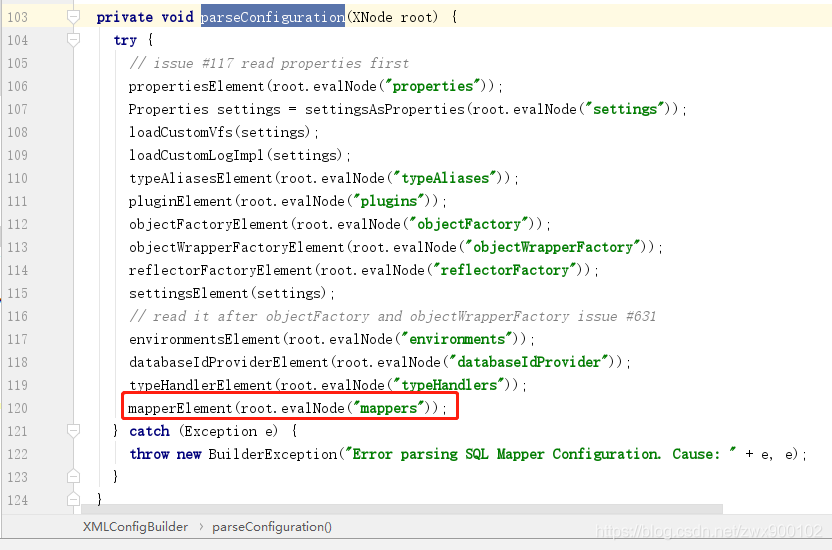 103 private void parseConfiguration(XNode root) {
104 try {
105 // issue #117 read properties first
106 propertiesElement(root.evalNode("properties"));
107 Properties settings = settingsAsProperties(root.evalNode("settings"));
108 loadCustomVfs(settings);
109 loadCustomLogImpl(settings);
110 typeAliasesElement(root.evalNode("typeAliases"));
111 pluginElement(root.evalNode("plugins"));
112 objectFactoryElement(root.evalNode("objectFactory"));
113 objectWrapperFactoryElement(root.evalNode("objectWrapperFactory"));
114 reflectorFactoryElement(root.evalNode("reflectorFactory"));
115 settingsElement(settings);
116 // read it after objectFactory and objectWrapperFactory issue #631
117 environmentsElement(root.evalNode("environments"));
118 databaseIdProviderElement(root.evalNode("databaseIdProvider"));
119 typeHandlerElement(root.evalNode("typeHandlers"));
120 mapperElement(root.evalNode("mappers"));
121 } catch (Exception e) {
122 throw new BuilderException("Error parsing SQL Mapper Configuration. Cause: " + e, e);
123 }
124 }
XMLConfigBuilder › parseConfiguration()
https://blog.csdn.net/zwx900102